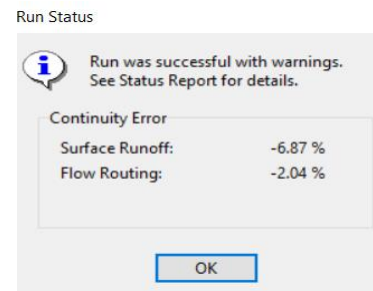 Run Status
Run was successful with warnings.
See Status Report for details.
Continuity Error
Surface Runoff: -6.87 %
Flow Routing: -2.04 %
OK